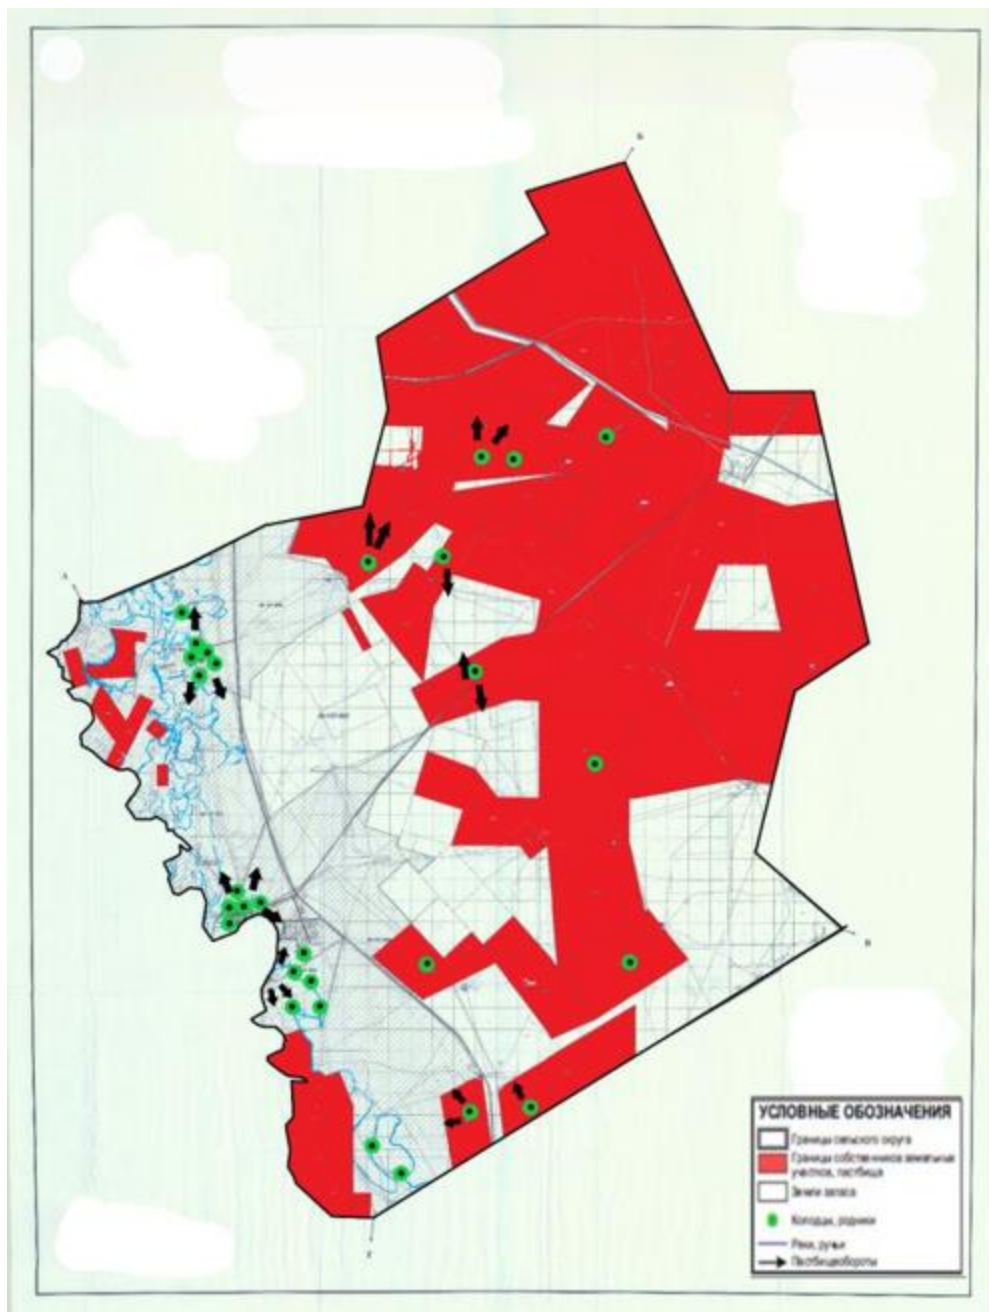 Б
А
В
Г
УСЛОВНЫЕ ОБОЗНАЧЕНИЯ
Границы сельского округа
Границы собственников земельных
участков, пастбища
Земли запаса
Колодцы, родники
Реки, ручьи
Пастбищеобороты